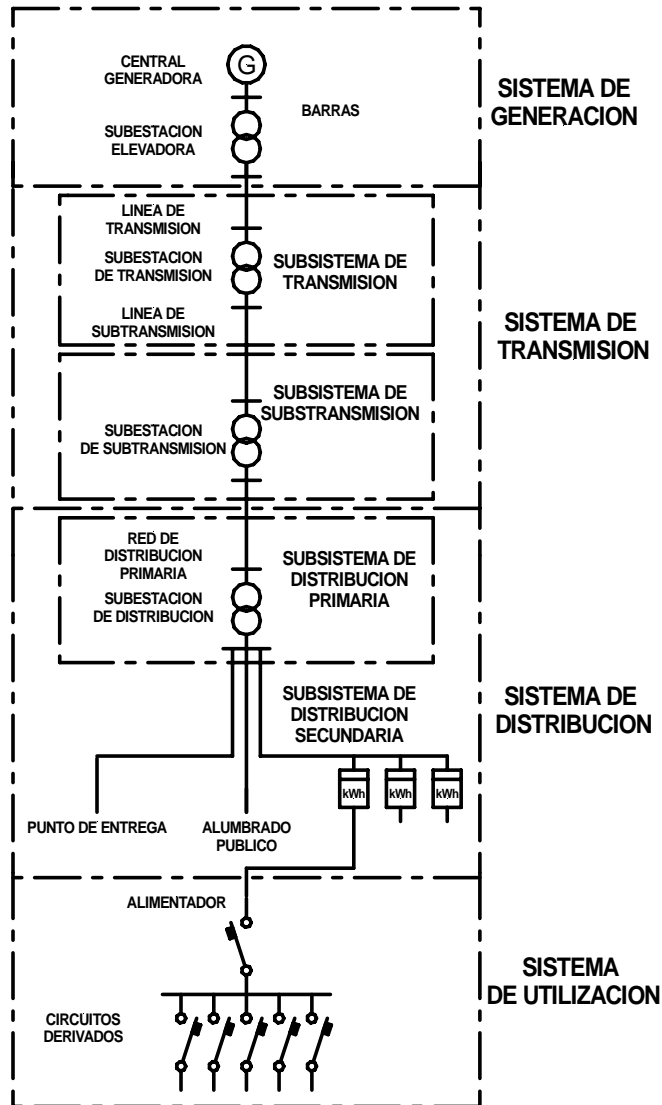 CENTRAL
GENERADORA
G
BARRAS
SUBESTACION
ELEVADORA
SISTEMA DE
GENERACION
LINEA DE
TRANSMISION
SUBESTACION
DE TRANSMISION
SUBSISTEMA DE
TRANSMISION
LINEA DE
SUBTRANSMISION
SISTEMA DE
TRANSMISION
SUBSISTEMA DE
SUBSTRANSMISION
SUBESTACION
DE SUBTRANSMISION
RED DE
DISTRIBUCION
PRIMARIA
SUBESTACION
DE DISTRIBUCION
SUBSISTEMA DE
DISTRIBUCION
PRIMARIA
SUBSISTEMA DE
DISTRIBUCION
SECUNDARIA
SISTEMA DE
DISTRIBUCION
kWh
kWh
kWh
PUNTO DE ENTREGA
ALUMBRADO
PUBLICO
ALIMENTADOR
CIRCUITOS
DERIVADOS
SISTEMA
DE UTILIZACION